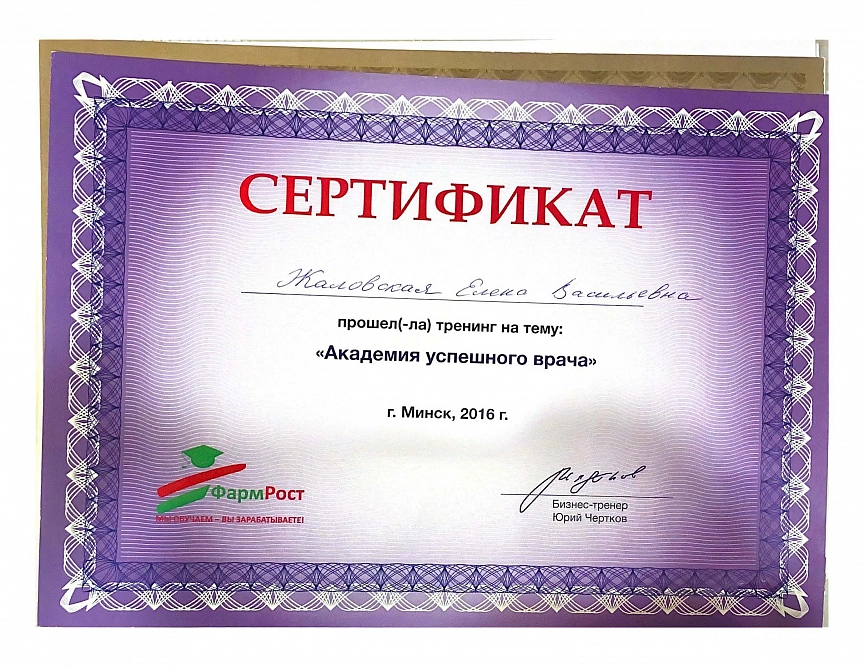 СЕРТИФИКАТ
Жаловская Елена Васильевна
прошел(-ла) тренинг на тему:
«Академия успешного врача»
г. Минск, 2016 г.
ФармРост
МЫ ОБУЧАЕМ – ВЫ ЗАРАБАТЫВАЕТЕ!
Бизнес-тренер
Юрий Чертков